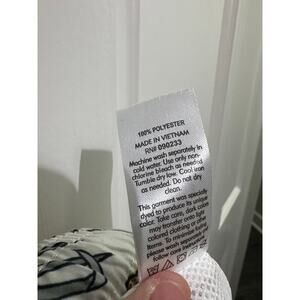 100% POLYESTER
MADE IN VIETNAM
RN# 090233
Machine wash separately in
cold water. Use only non-
chlorine bleach as needed.
Tumble dry low. Cool iron
as needed. Do not dry
clean.
This garment was specially
dyed to produce its unique
color. Take care, dark colors
may transfer onto light
colored clothing or other
items. To minimize
please wash separately
follow care